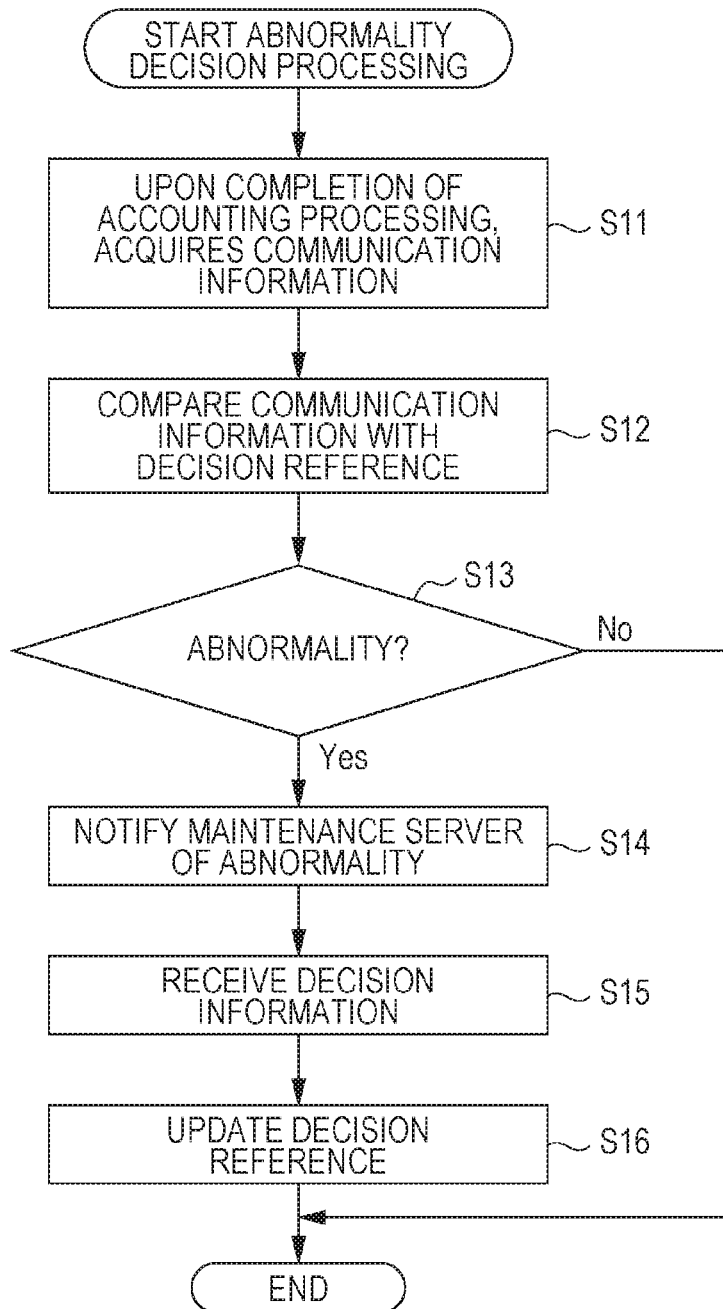 START ABNORMALITY
DECISION PROCESSING
UPON COMPLETION OF
ACCOUNTING PROCESSING,
ACQUIRES COMMUNICATION
INFORMATION
S11
COMPARE COMMUNICATION
INFORMATION WITH
DECISION REFERENCE
S12
S13
ABNORMALITY?
No
Yes
NOTIFY MAINTENANCE SERVER
OF ABNORMALITY
S14
RECEIVE DECISION
INFORMATION
S15
UPDATE DECISION
REFERENCE
S16
END